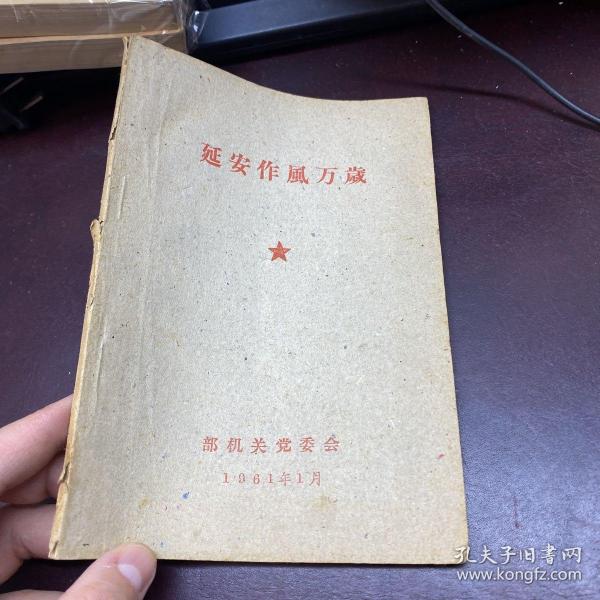 延安作風万歲
部机关党委会
1961年1月
孔夫子旧书网
www.kongfz.com